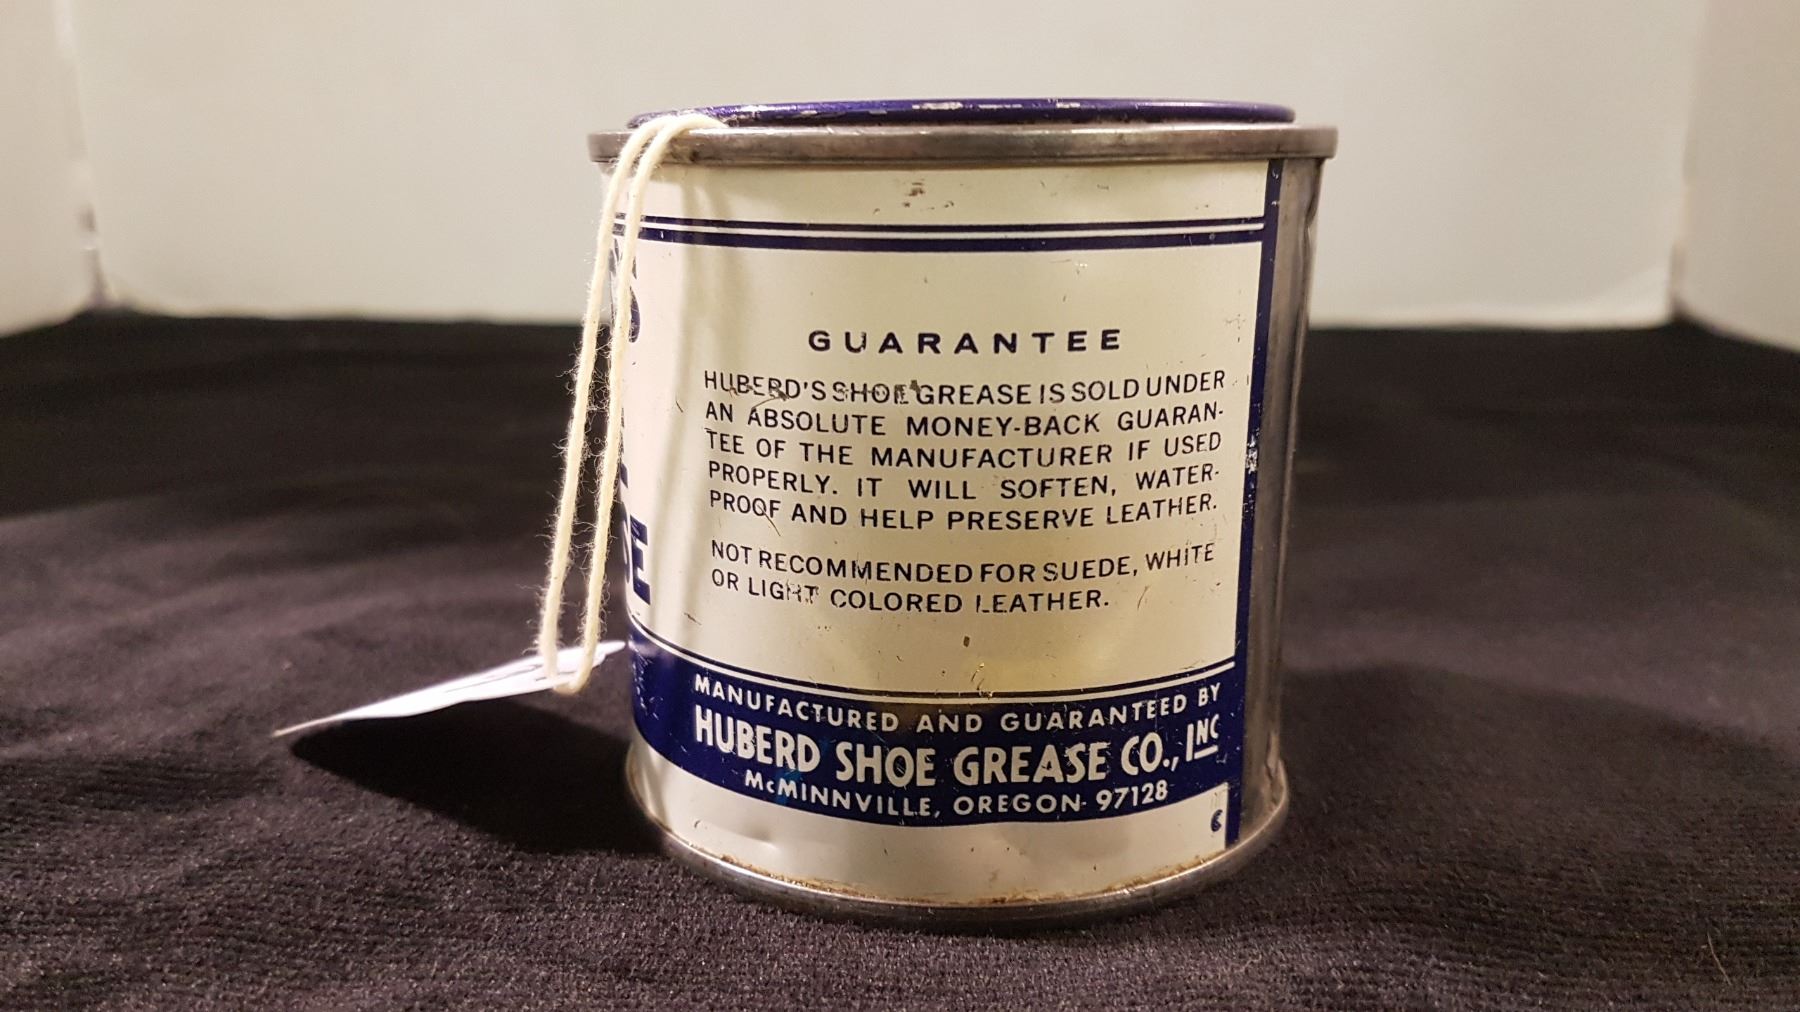 GUARANTEE
HUBERD'S SHOE GREASE IS SOLD UNDER
AN ABSOLUTE MONEY-BACK GUARAN-
TEE OF THE MANUFACTURER IF USED
PROPERLY. IT WILL SOFTEN, WATER-
PROOF AND HELP PRESERVE LEATHER.
NOT RECOMMENDED FOR SUEDE, WHITE
OR LIGHT COLORED LEATHER.
MANUFACTURED AND GUARANTEED BY
HUBERD SHOE GREASE CO., INC
McMINNVILLE, OREGON- 97128